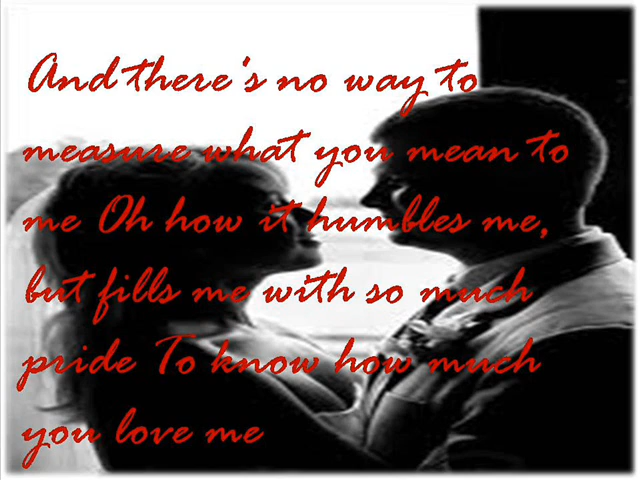 And there's no way to
measure what you mean to
me Oh how it humbles me,
but fills me with so much
pride To know how much
you love me